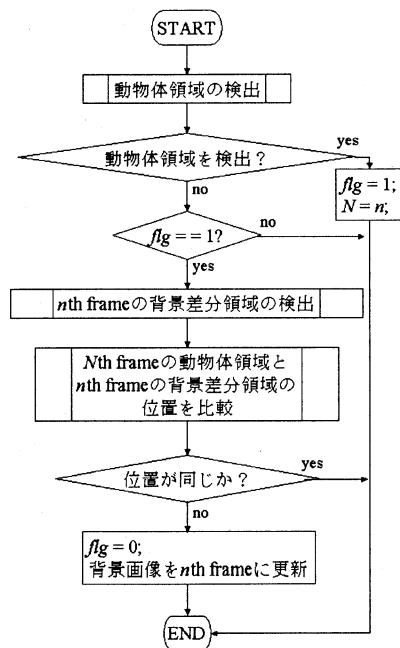 START
動物体領域の検出
動物体領域を検出？
yes
no
flg = 1;
N = n;
flg == 1?
no
yes
nth frameの背景差分領域の検出
Nth frameの動物体領域と
nth frameの背景差分領域の
位置を比較
位置が同じか？
yes
no
flg = 0;
背景画像をnth frameに更新
END